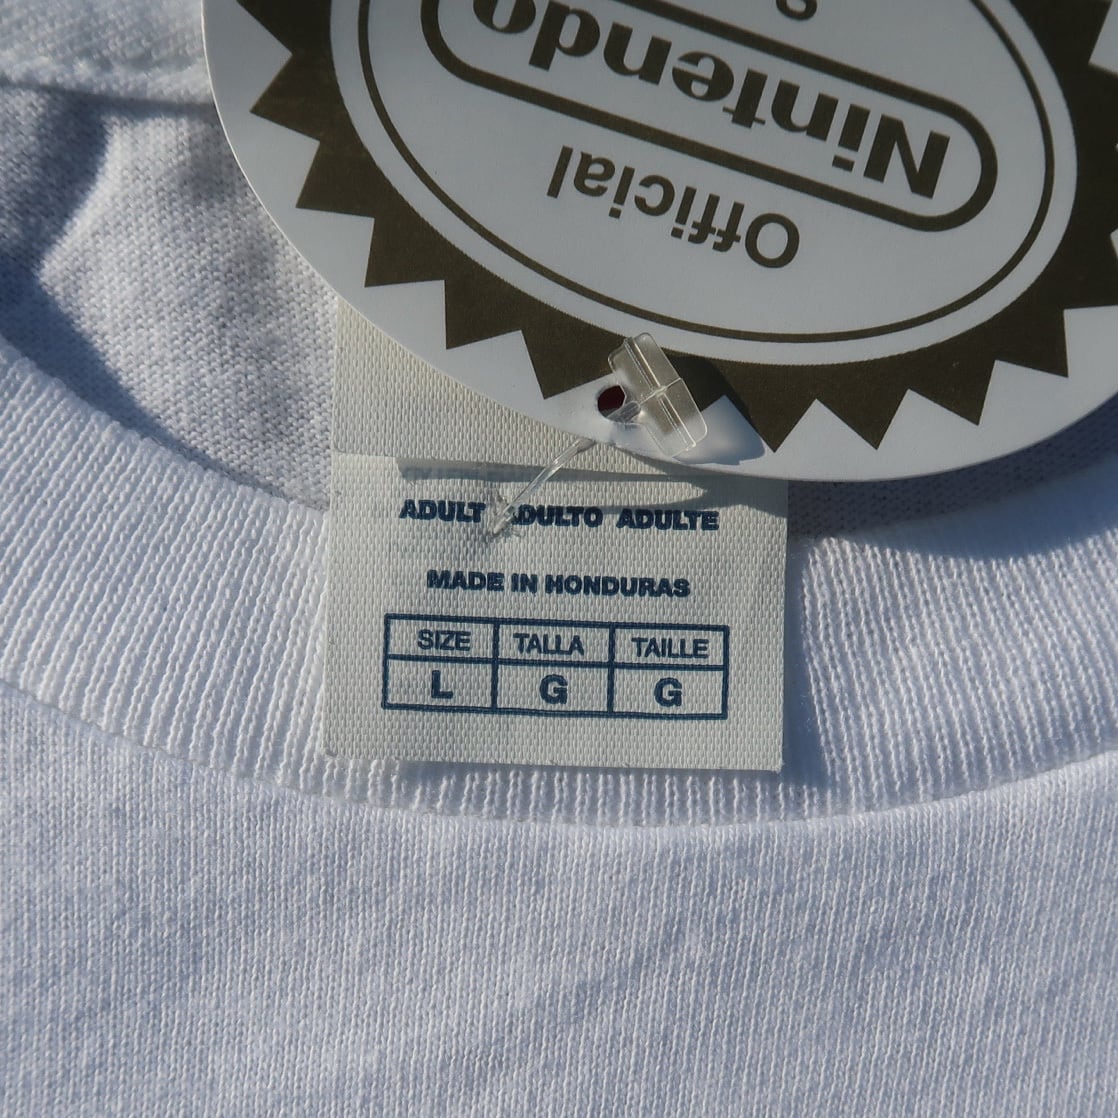 Official
Nintendo
ADULT ADULTO ADULTE
MADE IN HONDURAS
SIZE TALLA TAILLE
L G G